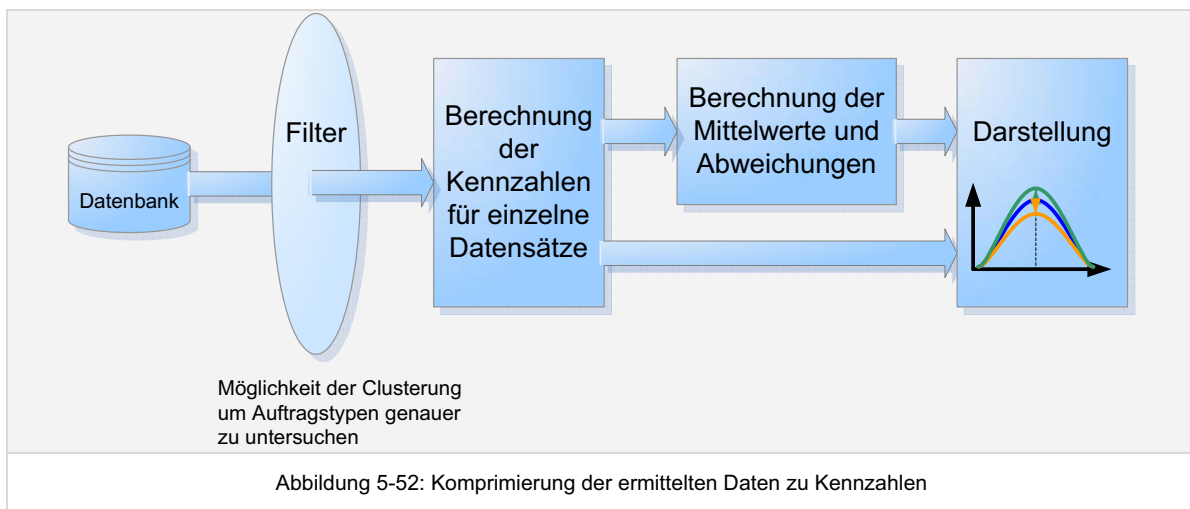 Datenbank
Filter
Möglichkeit der Clusterung
um Auftragstypen genauer
zu untersuchen
Berechnung
der
Kennzahlen
für einzelne
Datensätze
Berechnung der
Mittelwerte und
Abweichungen
Darstellung
Abbildung 5-52: Komprimierung der ermittelten Daten zu Kennzahlen